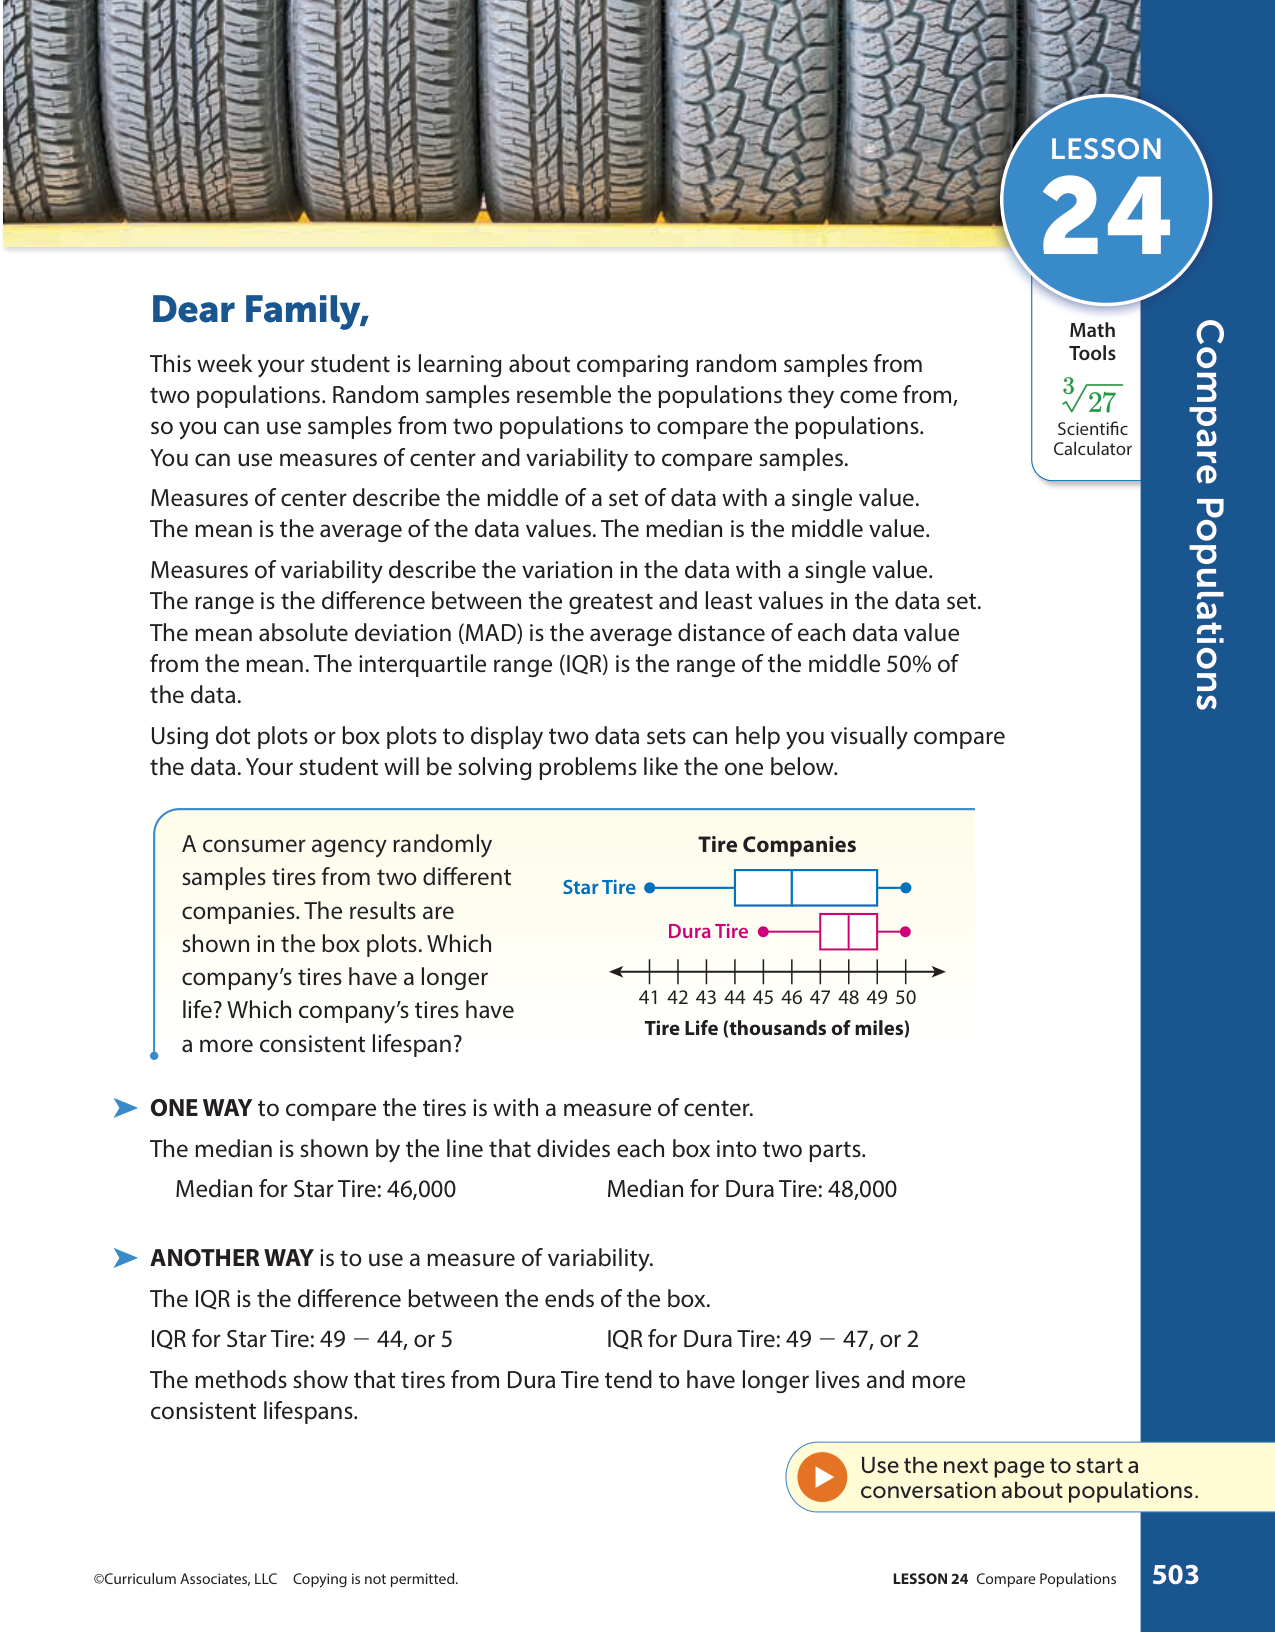 LESSON
24
Compare Populations
Math
Tools
∛27
Scientific
Calculator
Dear Family,
This week your student is learning about comparing random samples from
two populations. Random samples resemble the populations they come from,
so you can use samples from two populations to compare the populations.
You can use measures of center and variability to compare samples.
Measures of center describe the middle of a set of data with a single value.
The mean is the average of the data values. The median is the middle value.
Measures of variability describe the variation in the data with a single value.
The range is the difference between the greatest and least values in the data set.
The mean absolute deviation (MAD) is the average distance of each data value
from the mean. The interquartile range (IQR) is the range of the middle 50% of
the data.
Using dot plots or box plots to display two data sets can help you visually compare
the data. Your student will be solving problems like the one below.
A consumer agency randomly
samples tires from two different
companies. The results are
shown in the box plots. Which
company's tires have a longer
life? Which company's tires have
a more consistent lifespan?
Tire Companies
Star Tire
Dura Tire
41 42 43 44 45 46 47 48 49 50
Tire Life (thousands of miles)
ONE WAY to compare the tires is with a measure of center.
The median is shown by the line that divides each box into two parts.
Median for Star Tire: 46,000 Median for Dura Tire: 48,000
ANOTHER WAY is to use a measure of variability.
The IQR is the difference between the ends of the box.
IQR for Star Tire: 49 − 44, or 5 IQR for Dura Tire: 49 − 47, or 2
The methods show that tires from Dura Tire tend to have longer lives and more
consistent lifespans.
Use the next page to start a
conversation about populations.
©Curriculum Associates, LLC Copying is not permitted.
LESSON 24 Compare Populations
503